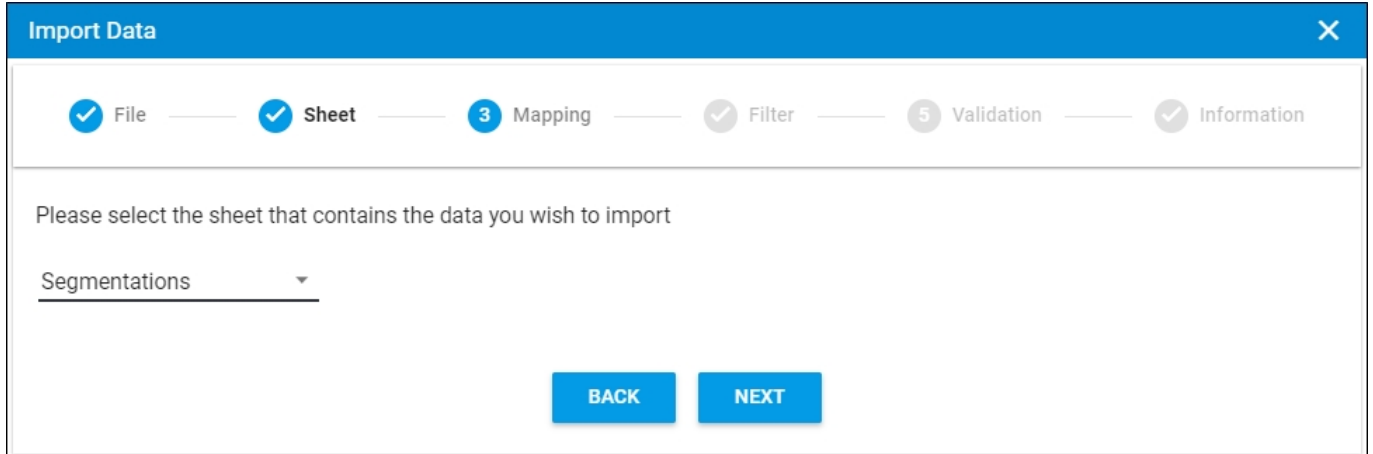 Import Data
File Sheet 3 Mapping Filter 5 Validation Information
Please select the sheet that contains the data you wish to import
Segmentations
BACK NEXT